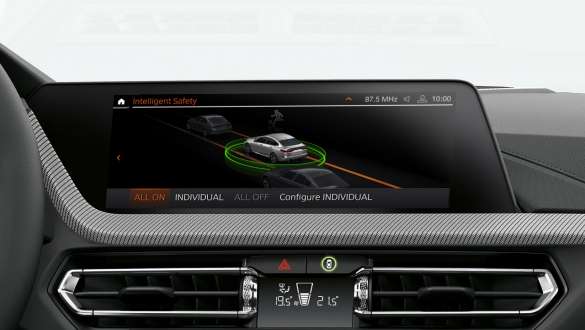 Intelligent Safety 87.5 MHz 10:00
ALL ON INDIVIDUAL ALL OFF Configure INDIVIDUAL
19.5° 21.5°